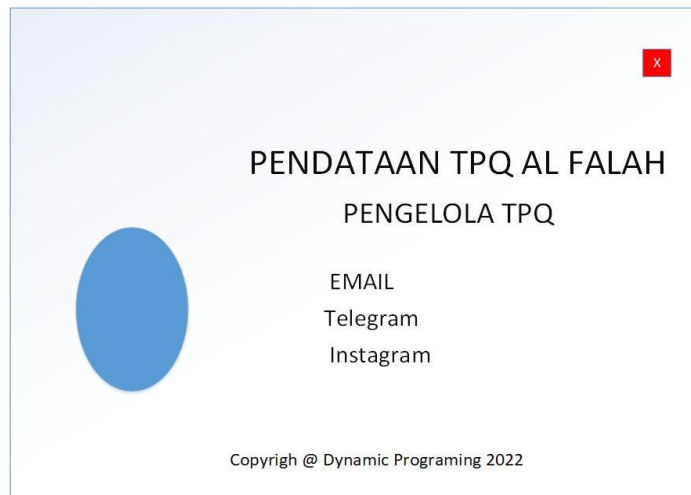 X
PENDATAAN TPQ AL FALAH
PENGELOLA TPQ
EMAIL
Telegram
Instagram
Copyrigh @ Dynamic Programing 2022